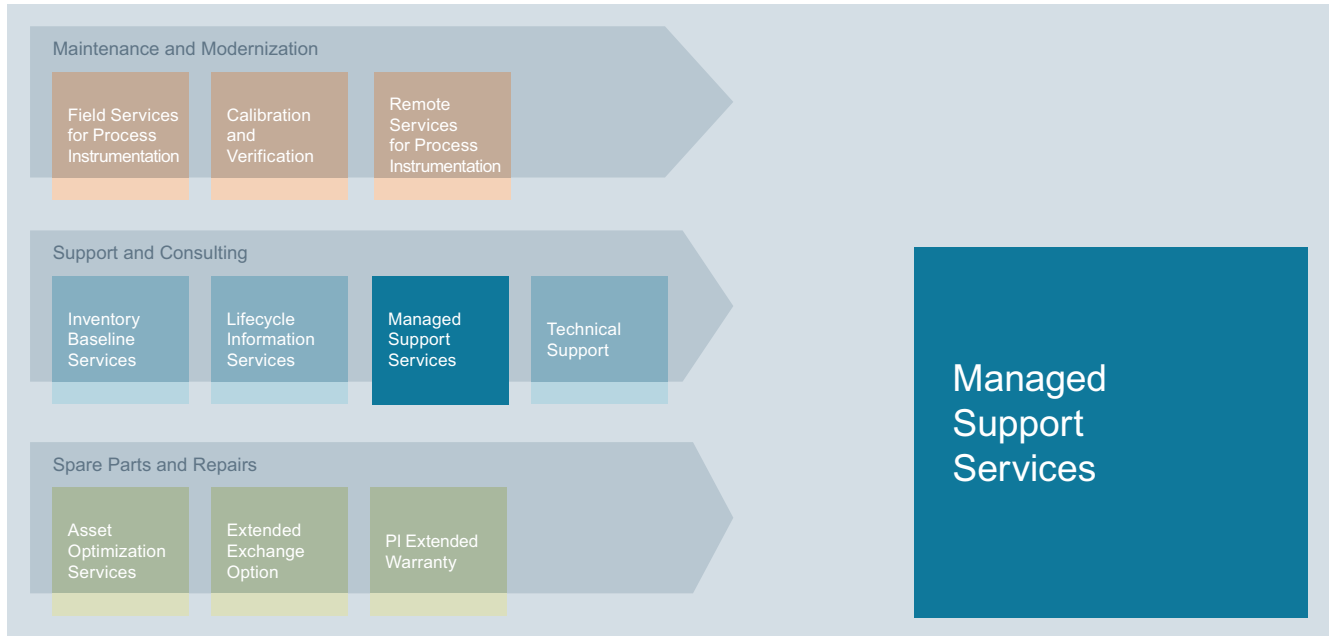 Maintenance and Modernization
Field Services
for Process
Instrumentation
Calibration
and
Verification
Remote
Services
for Process
Instrumentation
Support and Consulting
Inventory
Baseline
Services
Lifecycle
Information
Services
Managed
Support
Services
Technical
Support
Managed
Support
Services
Spare Parts and Repairs
Asset
Optimization
Services
Extended
Exchange
Option
PI Extended
Warranty